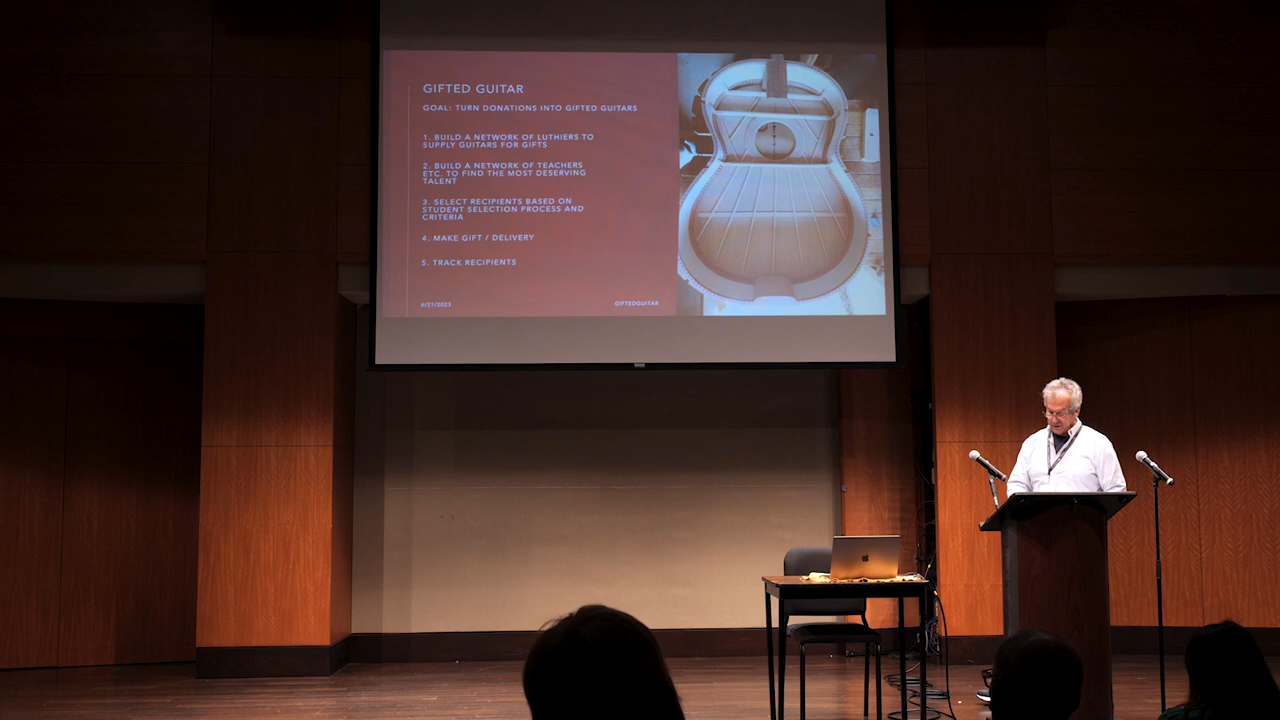 GIFTED GUITAR
GOAL: TURN DONATIONS INTO GIFTED GUITARS
1. BUILD A NETWORK OF LUTHIERS TO
SUPPLY GUITARS FOR GIFTS
2. BUILD A NETWORK OF TEACHERS
ETC. TO FIND THE MOST DESERVING
TALENT
3. SELECT RECIPIENTS BASED ON
STUDENT SELECTION PROCESS AND
CRITERIA
4. MAKE GIFT / DELIVERY
5. TRACK RECIPIENTS
6/21/2023
GIFTEDGUITAR